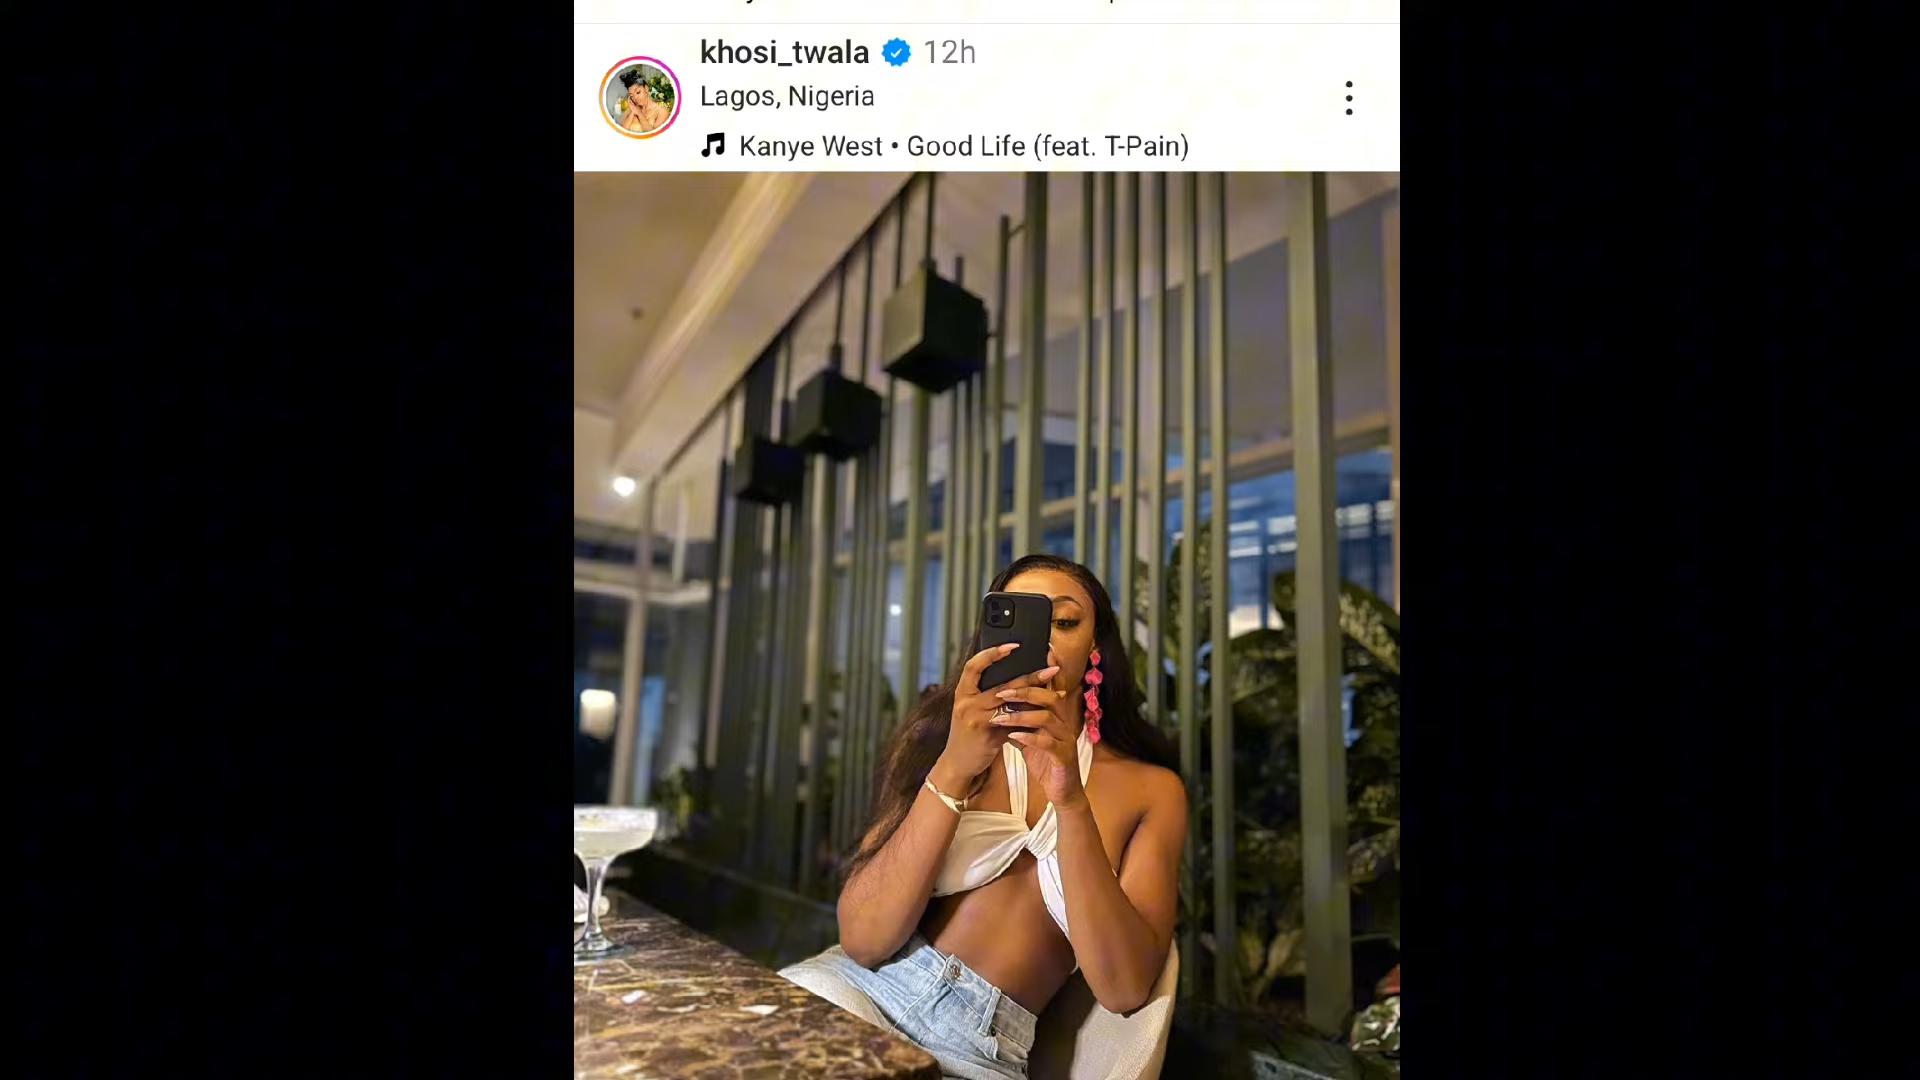 khosi_twala 12h
Lagos, Nigeria
Kanye West • Good Life (feat. T-Pain)